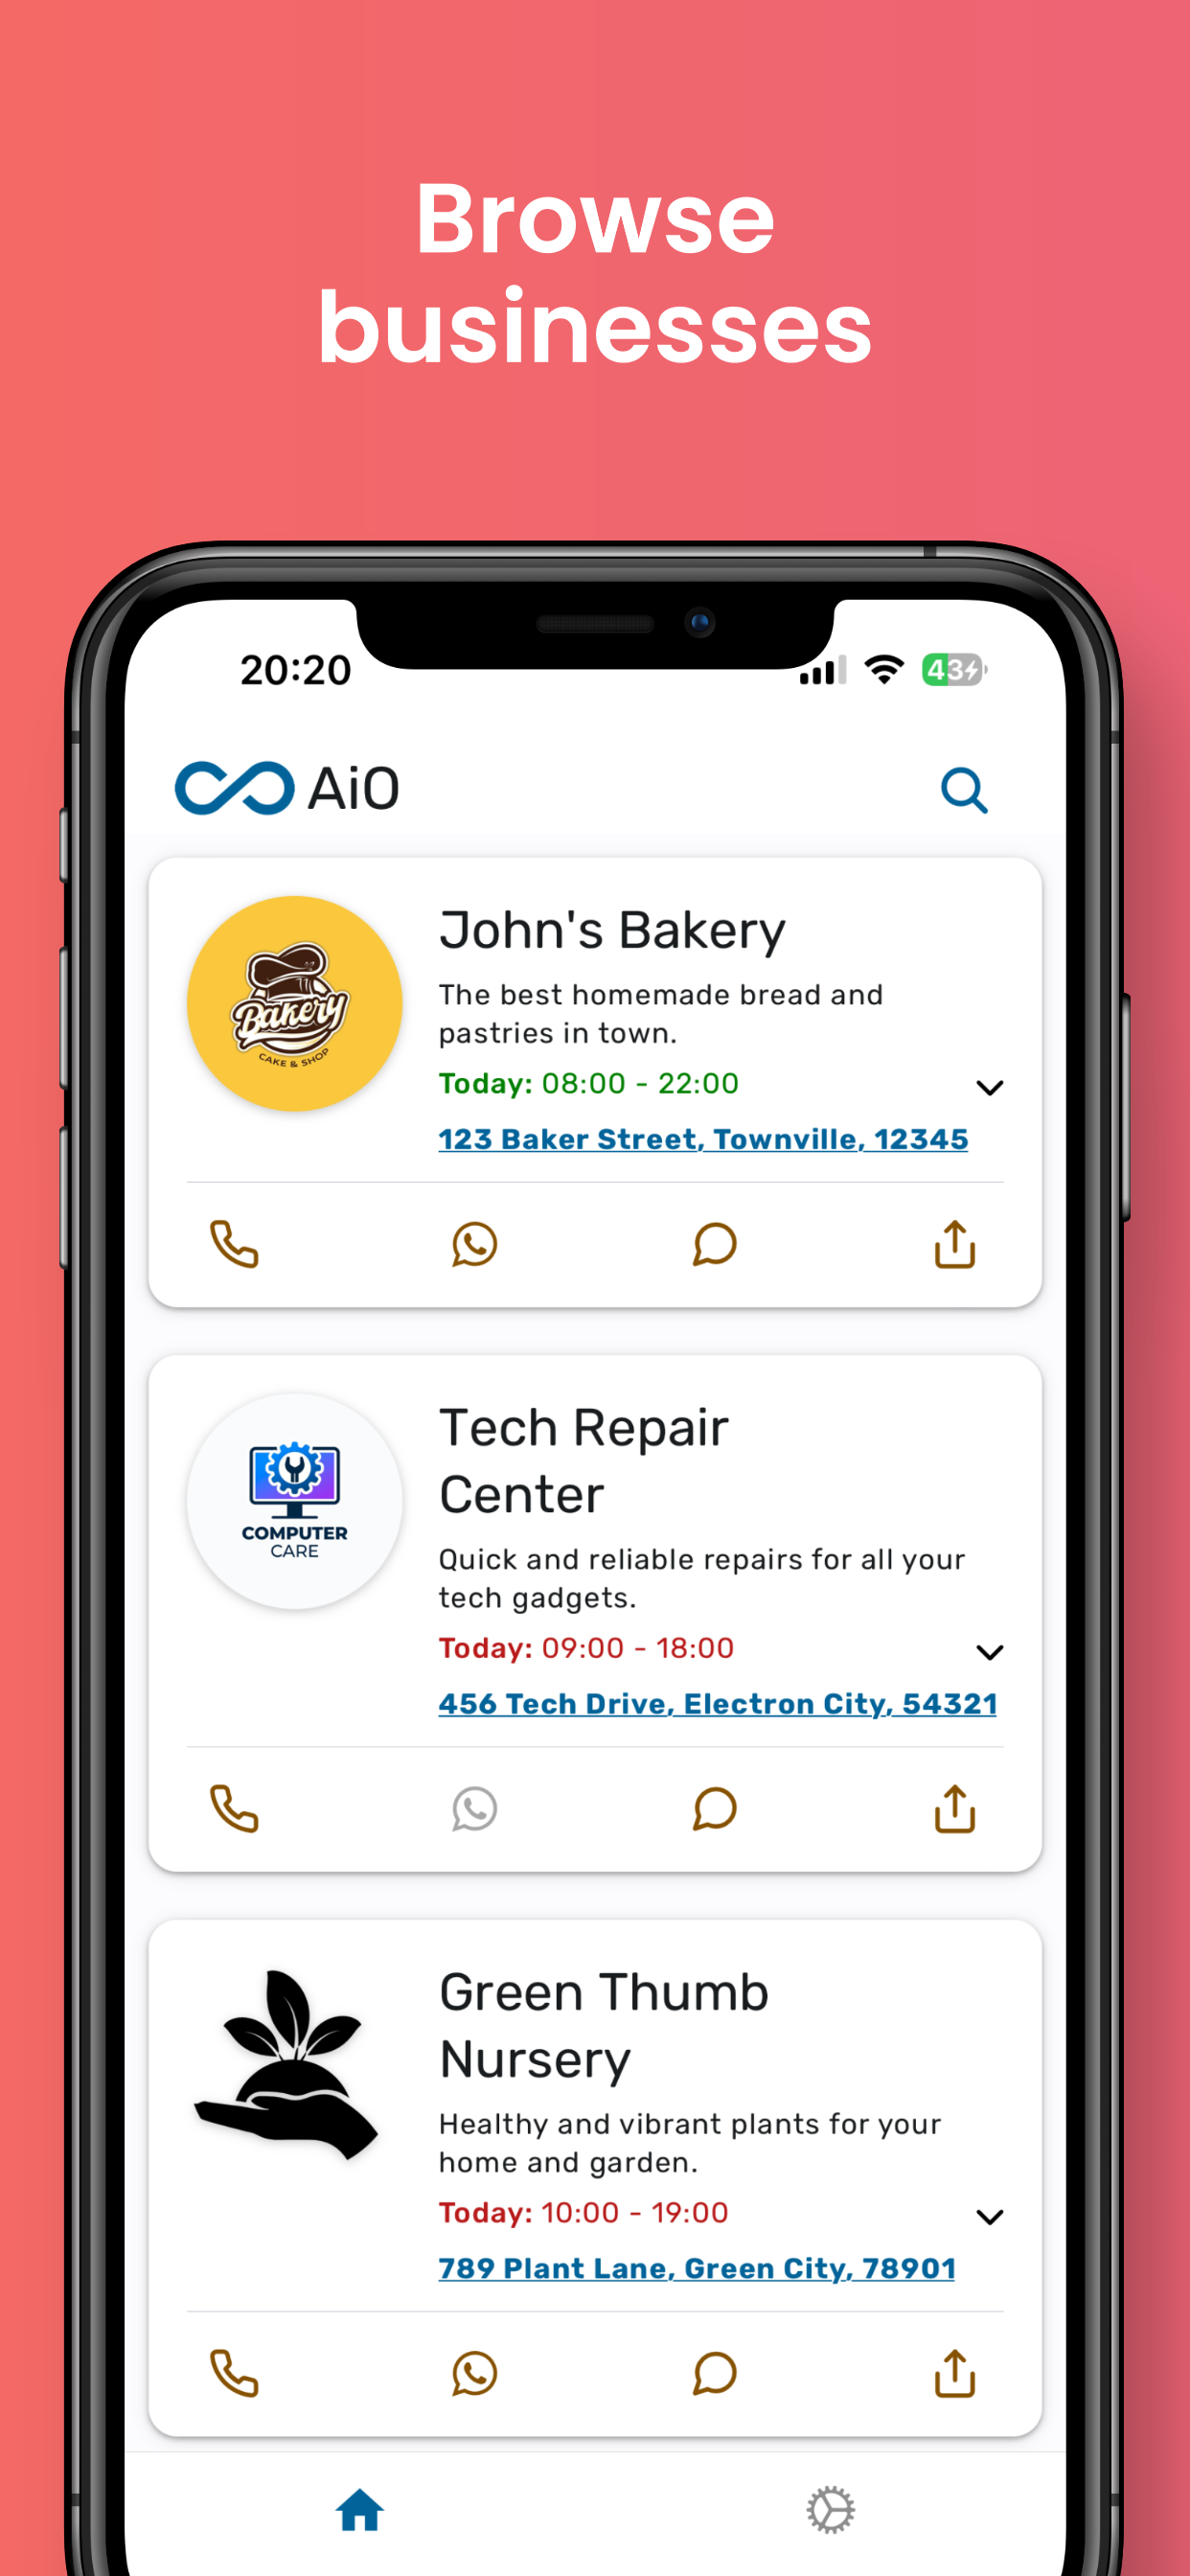 Browse
businesses
20:20
43
AiO
Bakery
CAKE & SHOP
John's Bakery
The best homemade bread and
pastries in town.
Today: 08:00 - 22:00
123 Baker Street, Townville, 12345
COMPUTER
CARE
Tech Repair
Center
Quick and reliable repairs for all your
tech gadgets.
Today: 09:00 - 18:00
456 Tech Drive, Electron City, 54321
Green Thumb
Nursery
Healthy and vibrant plants for your
home and garden.
Today: 10:00 - 19:00
789 Plant Lane, Green City, 78901